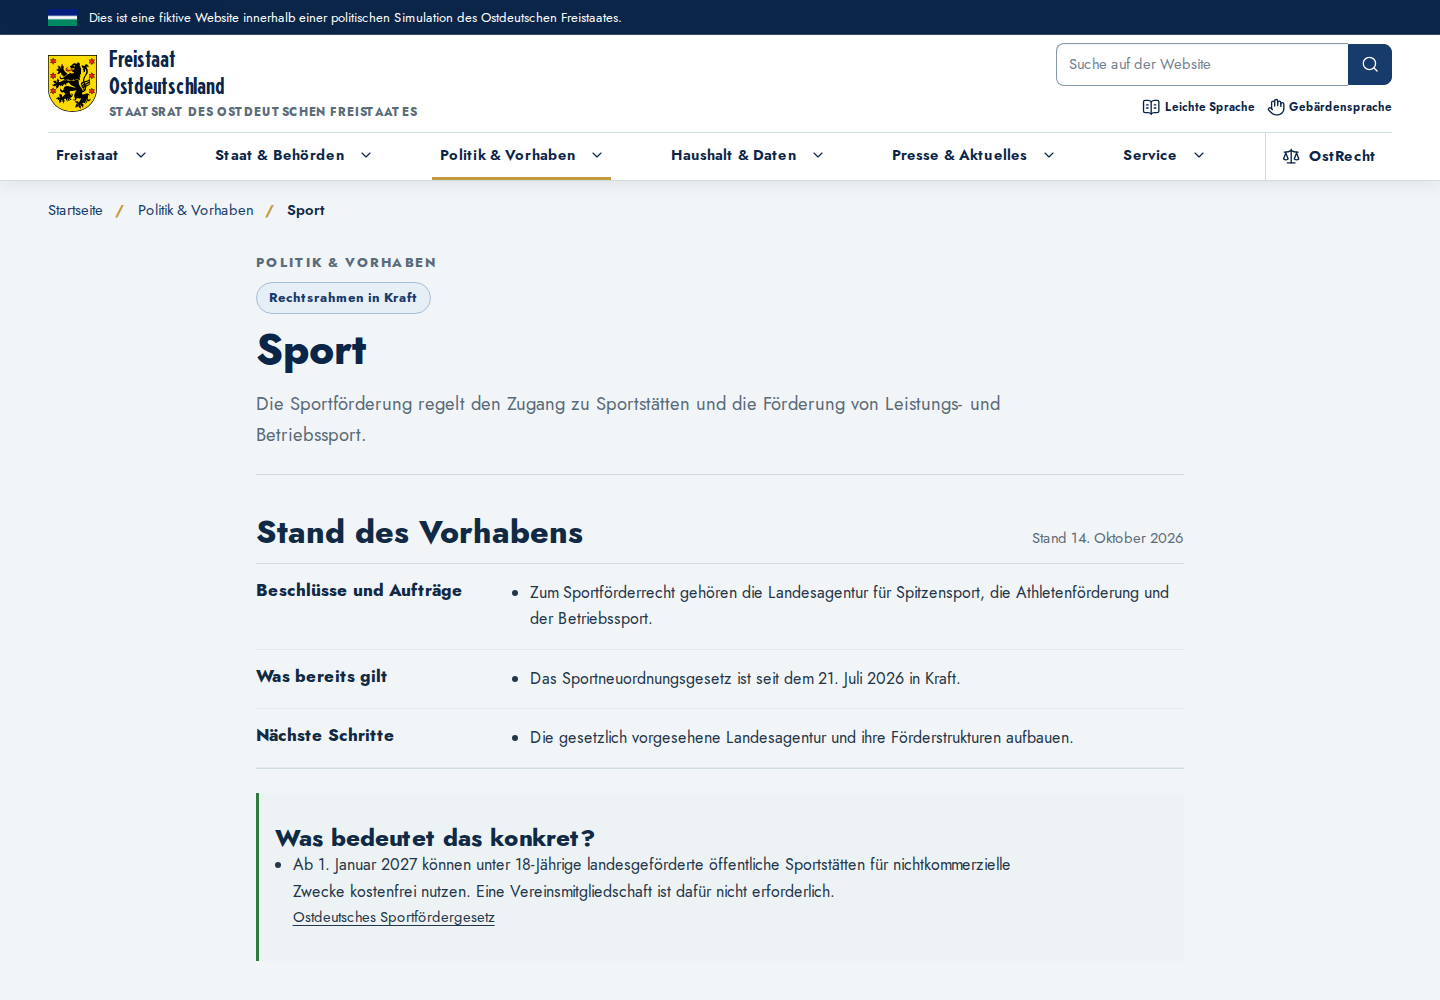 Dies ist eine fiktive Website innerhalb einer politischen Simulation des Ostdeutschen Freistaates.
Freistaat
Ostdeutschland
STAATSRAT DES OSTDEUTSCHEN FREISTAATES
Suche auf der Website
Leichte Sprache Gebärdensprache
Freistaat Staat & Behörden Politik & Vorhaben Haushalt & Daten Presse & Aktuelles Service OstRecht
Startseite / Politik & Vorhaben / Sport
POLITIK & VORHABEN
Rechtsrahmen in Kraft
Sport
Die Sportförderung regelt den Zugang zu Sportstätten und die Förderung von Leistungs- und
Betriebssport.
Stand des Vorhabens
Stand 14. Oktober 2026
Beschlüsse und Aufträge
• Zum Sportförderrecht gehören die Landesagentur für Spitzensport, die Athletenförderung und
der Betriebssport.
Was bereits gilt
• Das Sportneuordnungsgesetz ist seit dem 21. Juli 2026 in Kraft.
Nächste Schritte
• Die gesetzlich vorgesehene Landesagentur und ihre Förderstrukturen aufbauen.
Was bedeutet das konkret?
• Ab 1. Januar 2027 können unter 18-Jährige landesgeförderte öffentliche Sportstätten für nichtkommerzielle
Zwecke kostenfrei nutzen. Eine Vereinsmitgliedschaft ist dafür nicht erforderlich.
Ostdeutsches Sportfördergesetz